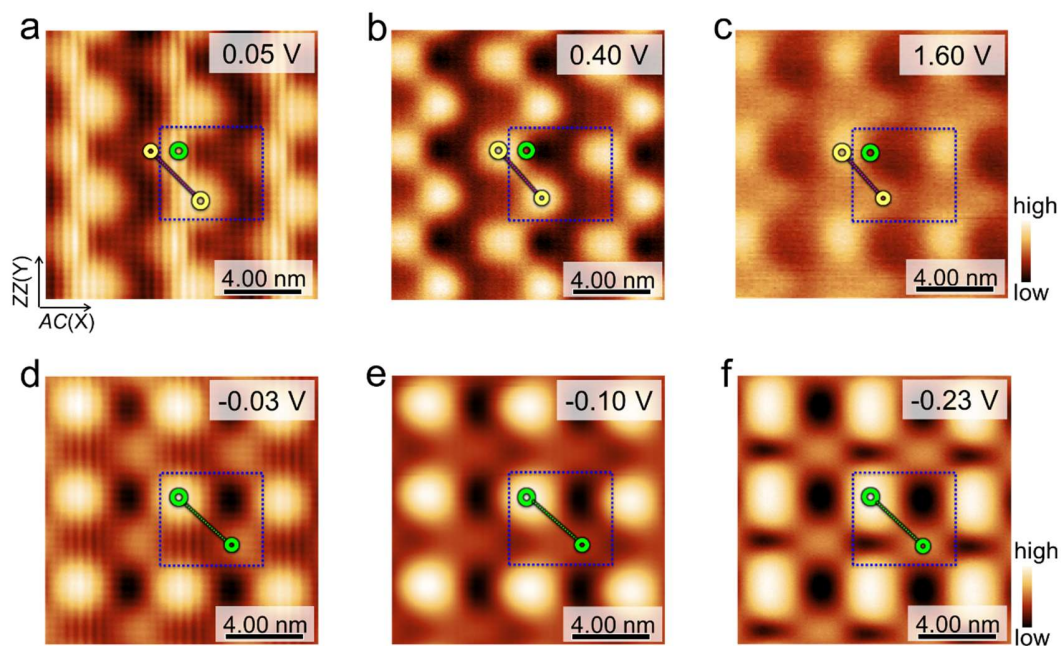 a
0.05 V
b
0.40 V
c
1.60 V
ZZ(Y)
AC(X)
4.00 nm
4.00 nm
4.00 nm
high
low
d
-0.03 V
e
-0.10 V
f
-0.23 V
4.00 nm
4.00 nm
4.00 nm
high
low